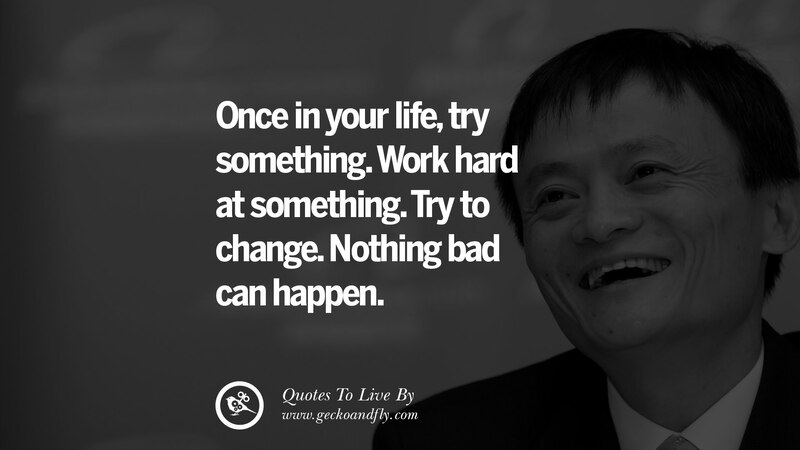 Once in your life, try
something. Work hard
at something. Try to
change. Nothing bad
can happen.
Quotes To Live By
www.geckoandfly.com